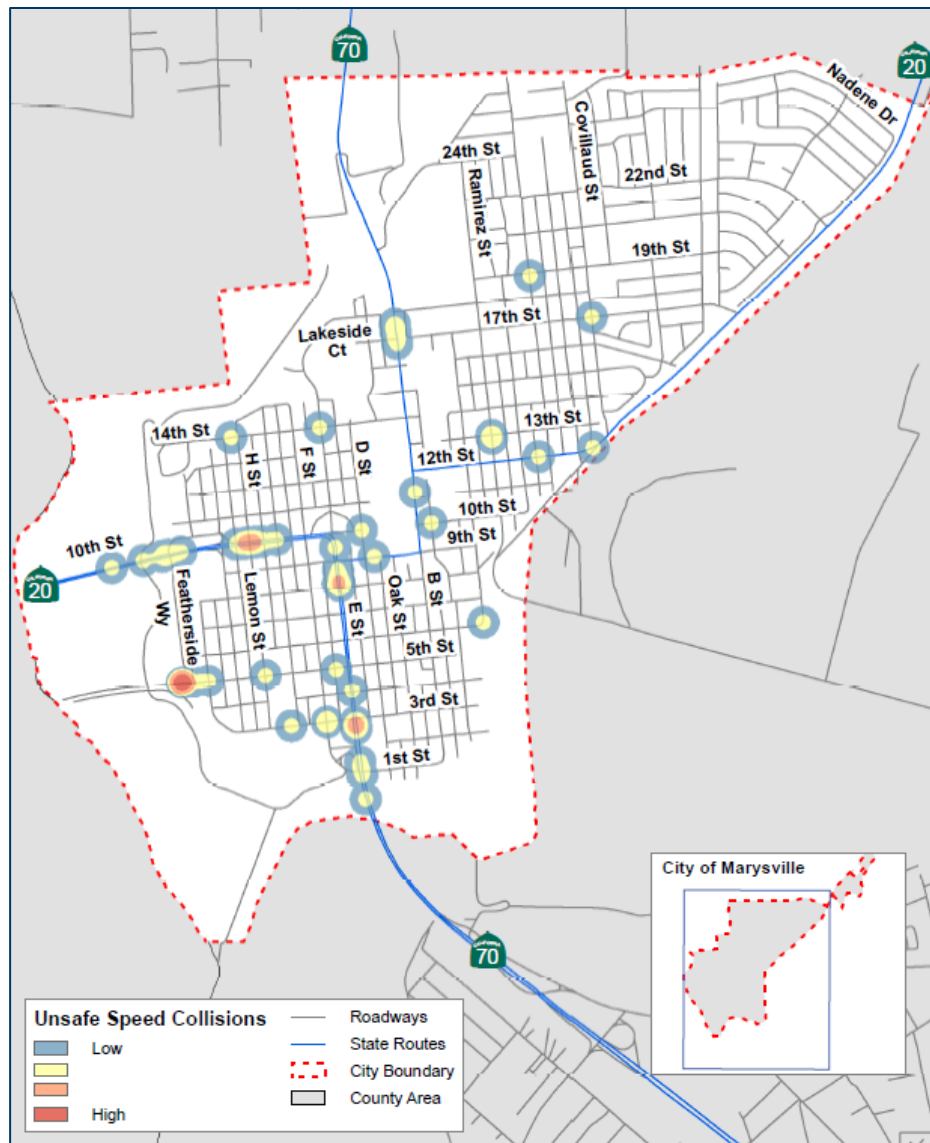 70
20
Nadene Dr
Covillaud St
24th St
22nd St
Ramirez St
19th St
17th St
Lakeside
Ct
13th St
14th St
12th St
H St
F St
D St
10th St
9th St
10th St
20
Featherside
Wy
Lemon St
E St
Oak St
B St
5th St
3rd St
1st St
70
City of Marysville
Unsafe Speed Collisions
Low
High
Roadways
State Routes
City Boundary
County Area